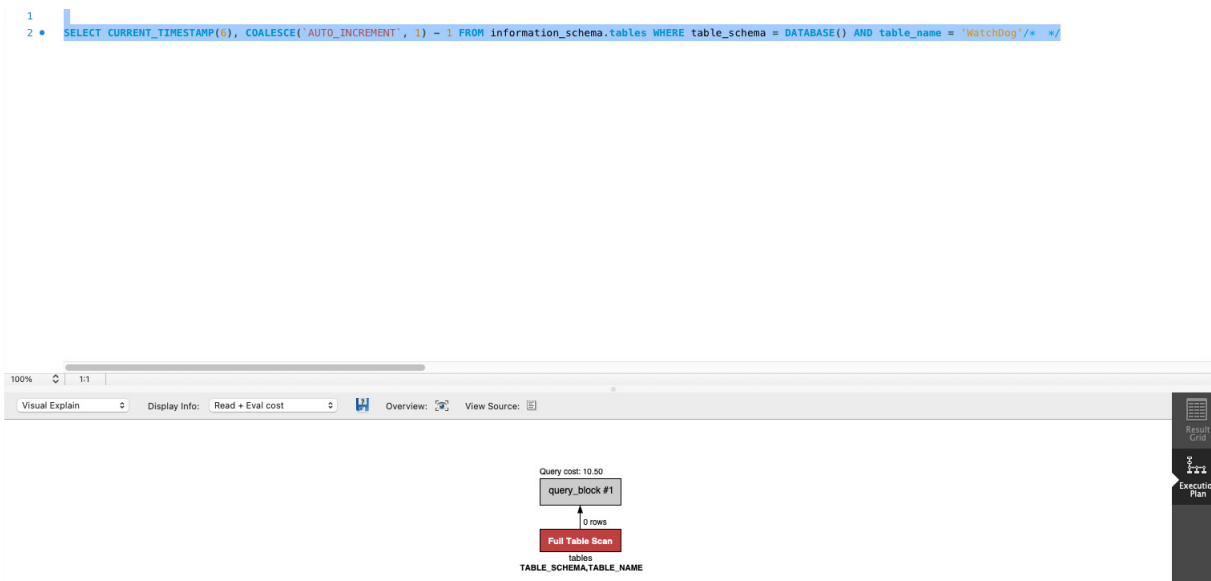 1
2 SELECT CURRENT_TIMESTAMP(6), COALESCE(`AUTO_INCREMENT`, 1) - 1 FROM information_schema.tables WHERE table_schema = DATABASE() AND table_name = 'WatchDog'/*  */
100% 1:1
Visual Explain Display Info: Read + Eval cost Overview: View Source:
Result
Grid
Executio
Plan
Query cost: 10.50
query_block #1
0 rows
Full Table Scan
tables
TABLE_SCHEMA,TABLE_NAME